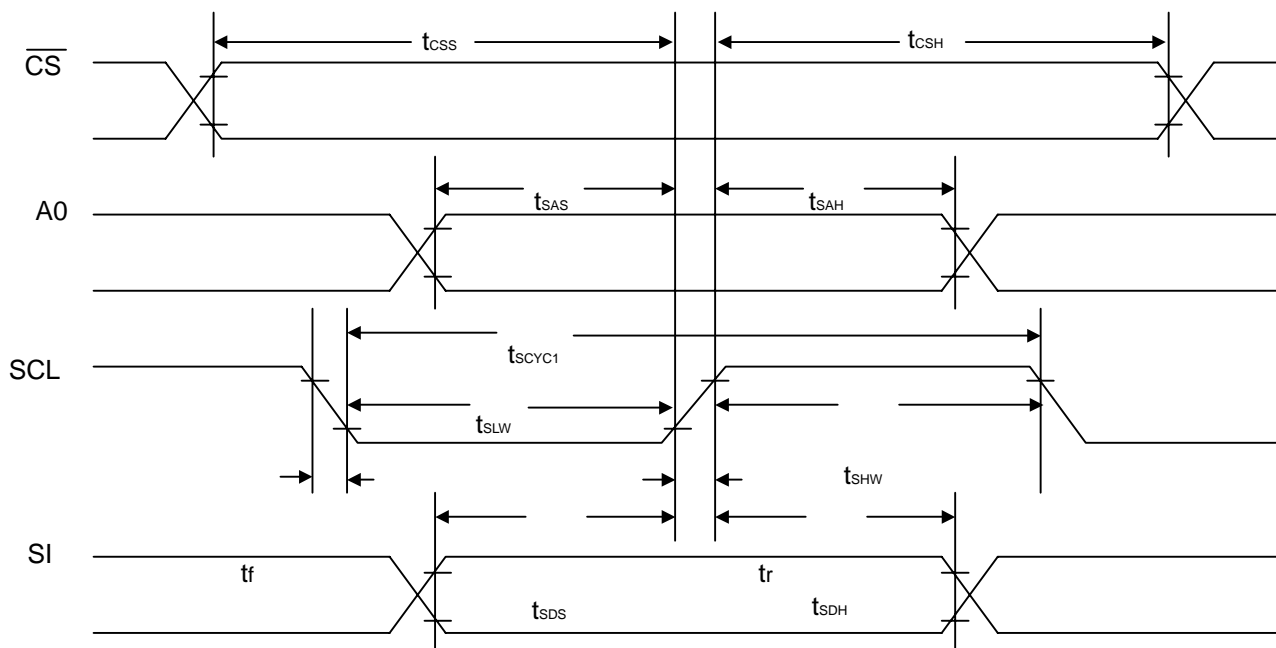 tCSS tCSH
CS
tSAS tSAH
A0
tSCYC1
SCL
tSLW
tSHW
SI
tf tr
tSDS tSDH